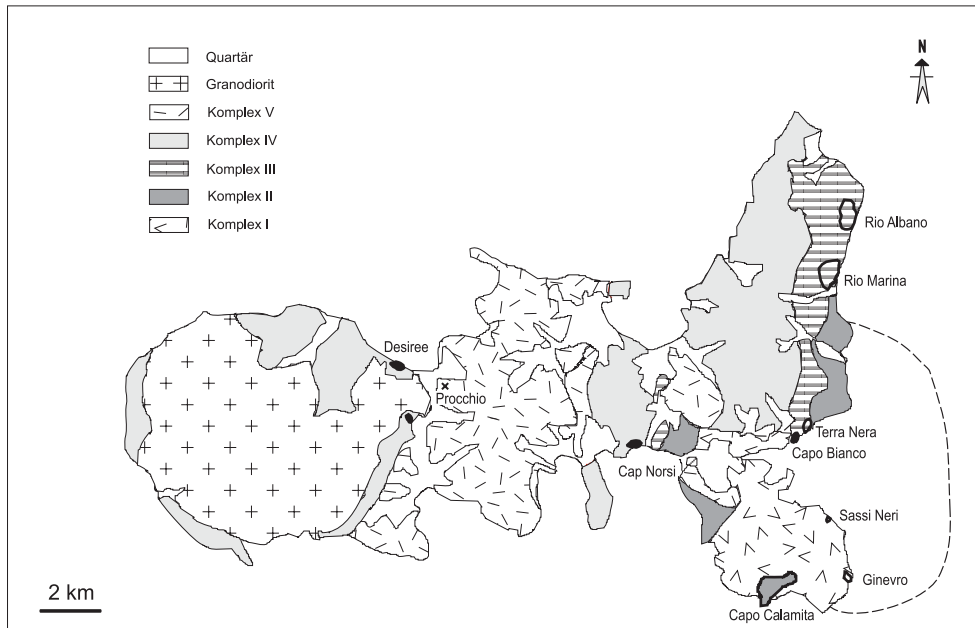 N
Quartär
Granodiorit
Komplex V
Komplex IV
Komplex III
Komplex II
Komplex I
Rio Albano
Rio Marina
Desiree
Procchio
Terra Nera
Capo Bianco
Cap Norsi
Sassi Neri
Ginevro
Capo Calamita
2 km